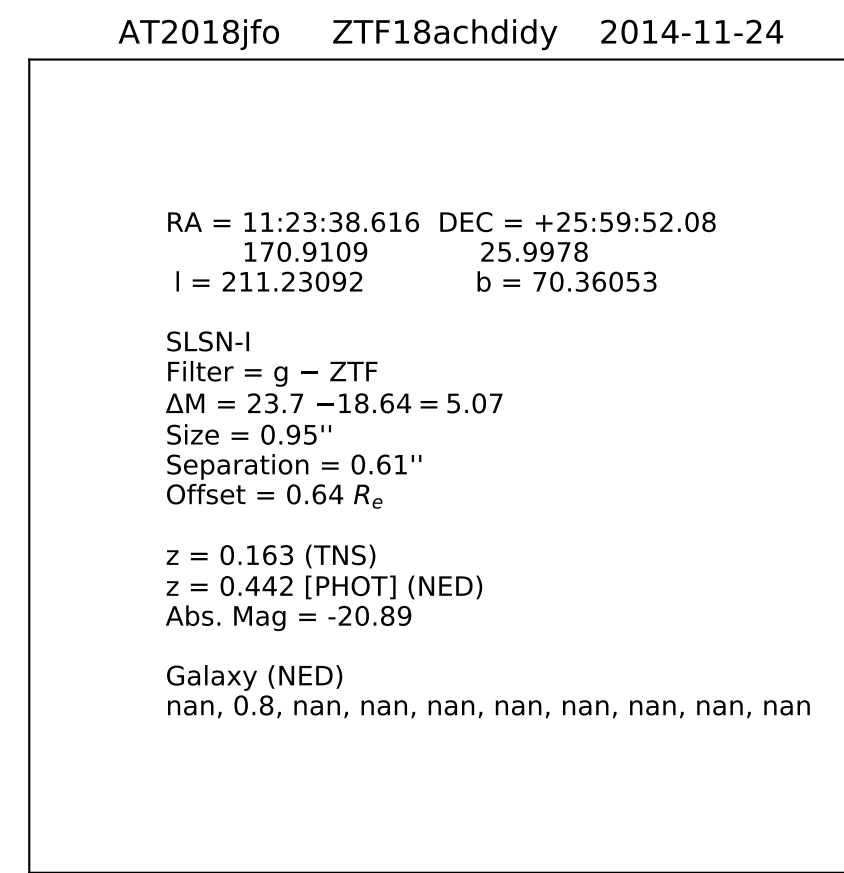 AT2018jfo ZTF18achdidy 2014-11-24
RA = 11:23:38.616 DEC = +25:59:52.08
170.9109 25.9978
l = 211.23092 b = 70.36053
SLSN-I
Filter = g − ZTF
ΔM = 23.7 −18.64 = 5.07
Size = 0.95''
Separation = 0.61''
Offset = 0.64 Rₑ
z = 0.163 (TNS)
z = 0.442 [PHOT] (NED)
Abs. Mag = -20.89
Galaxy (NED)
nan, 0.8, nan, nan, nan, nan, nan, nan, nan, nan